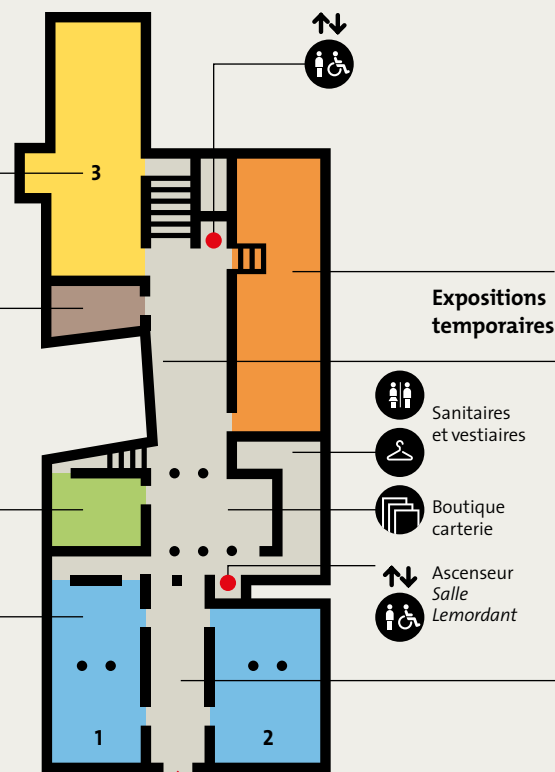 3
Expositions
temporaires
Sanitaires
et vestiaires
Boutique
carterie
Ascenseur
Salle
Lemordant
1
2